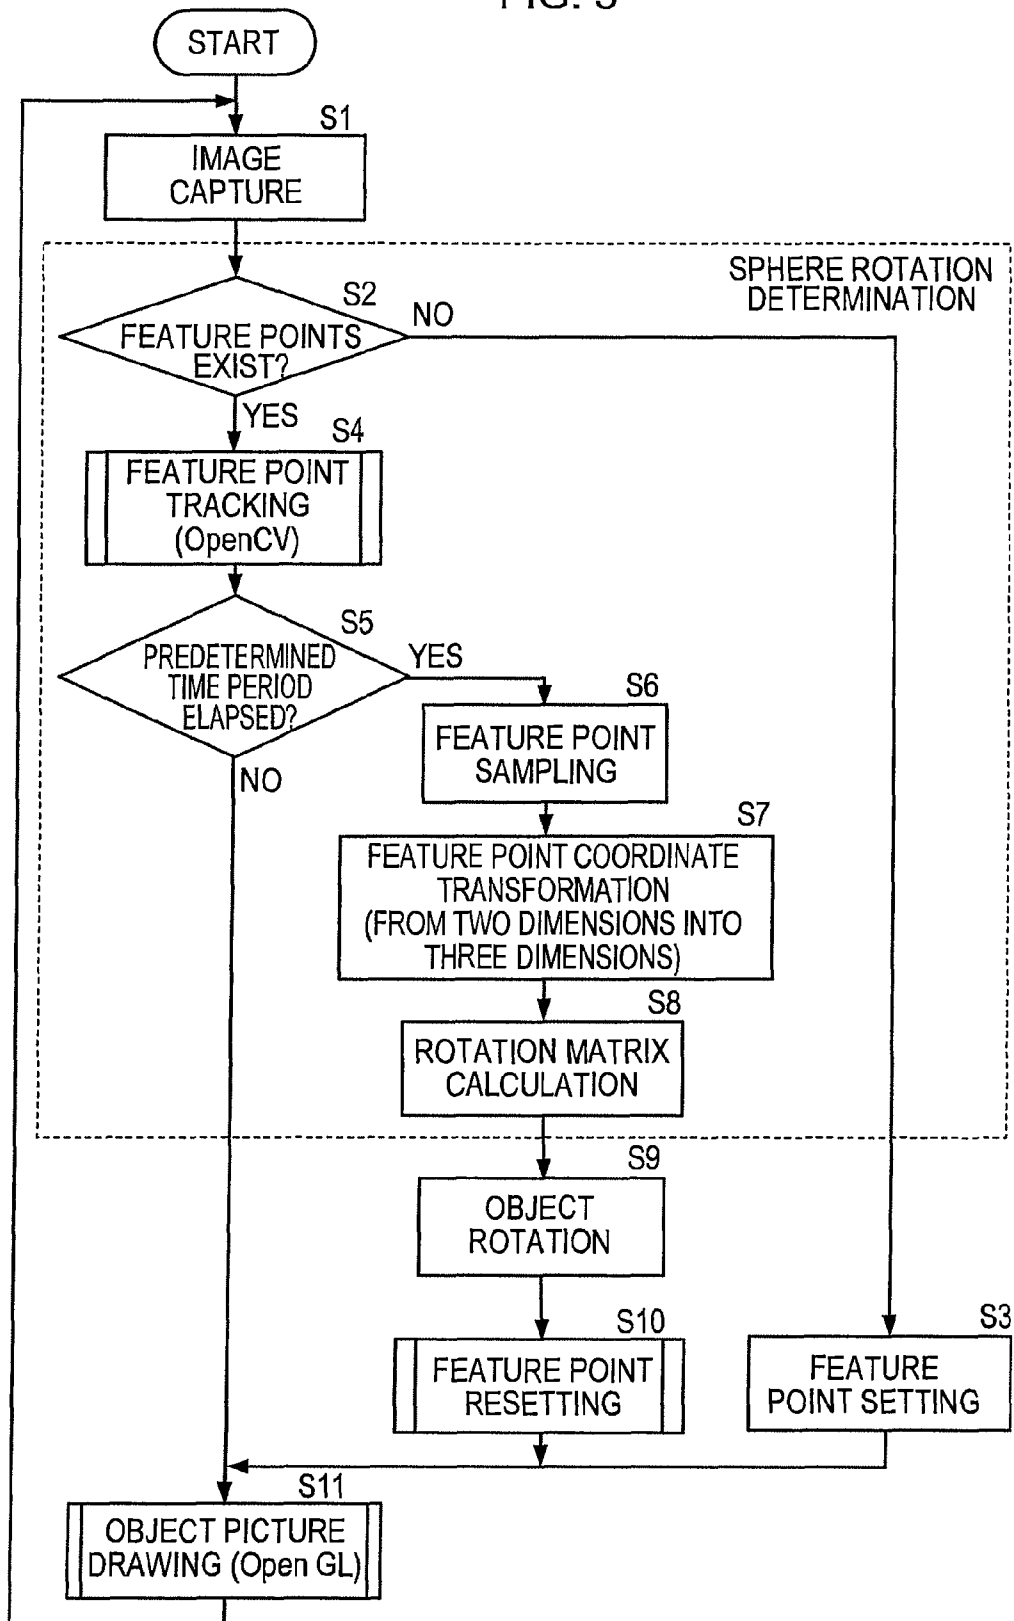 FIG. 3
START
S1
IMAGE
CAPTURE
SPHERE ROTATION
DETERMINATION
S2
NO
FEATURE POINTS
EXIST?
YES
S4
FEATURE POINT
TRACKING
(OpenCV)
S5
PREDETERMINED
TIME PERIOD
ELAPSED?
YES
NO
S6
FEATURE POINT
SAMPLING
S7
FEATURE POINT COORDINATE
TRANSFORMATION
(FROM TWO DIMENSIONS INTO
THREE DIMENSIONS)
S8
ROTATION MATRIX
CALCULATION
S9
OBJECT
ROTATION
S10
FEATURE POINT
RESETTING
S3
FEATURE
POINT SETTING
S11
OBJECT PICTURE
DRAWING (Open GL)